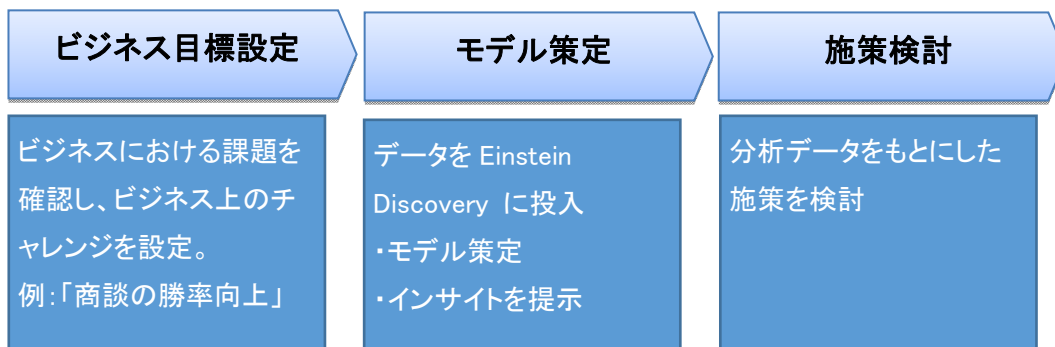 ビジネス目標設定
モデル策定
施策検討
ビジネスにおける課題を
確認し、ビジネス上のチ
ャレンジを設定。
例：「商談の勝率向上」
データを Einstein
Discovery に投入
・モデル策定
・インサイトを提示
分析データをもとにした
施策を検討